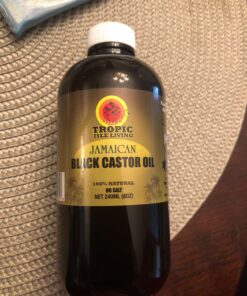 TROPIC
ISLE LIVING
JAMAICAN
BLACK CASTOR OIL
100% NATURAL
NO SALT
NET 240ML (8OZ)